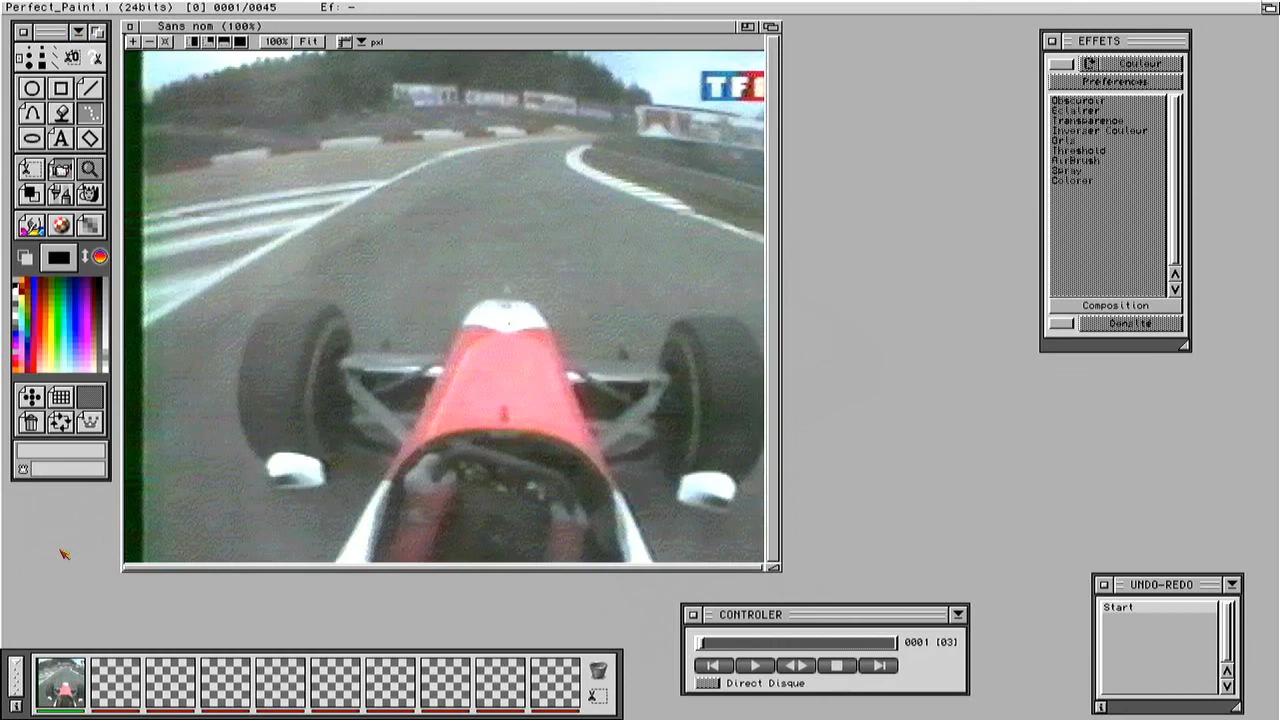 Perfect_Paint.1 (24bits) [0] 0001/0045 Ef: -
Sans nom (100%)
100% Fit pxl
TF1
A
EFFETS
Couleur
Préférences
Obscurcir
Eclairer
Transparence
Inverser Couleur
Gris
Threshold
AirBrush
Spray
Colorer
Composition
Densité
CONTROLER
0001 [03]
Direct Disque
UNDO-REDO
Start